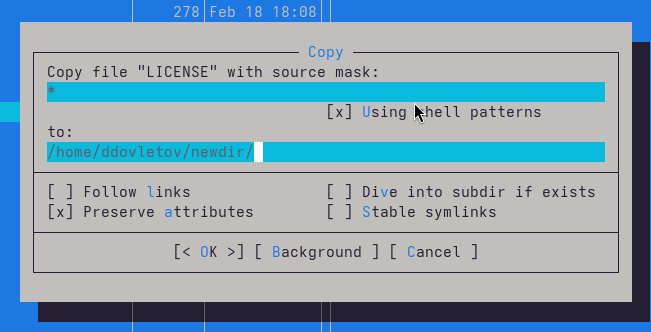 278 Feb 18 18:08
Copy
Copy file "LICENSE" with source mask:
*
[x] Using shell patterns
to:
/home/ddovletov/newdir/
[ ] Follow links [ ] Dive into subdir if exists
[x] Preserve attributes [ ] Stable symlinks
[< OK >] [ Background ] [ Cancel ]